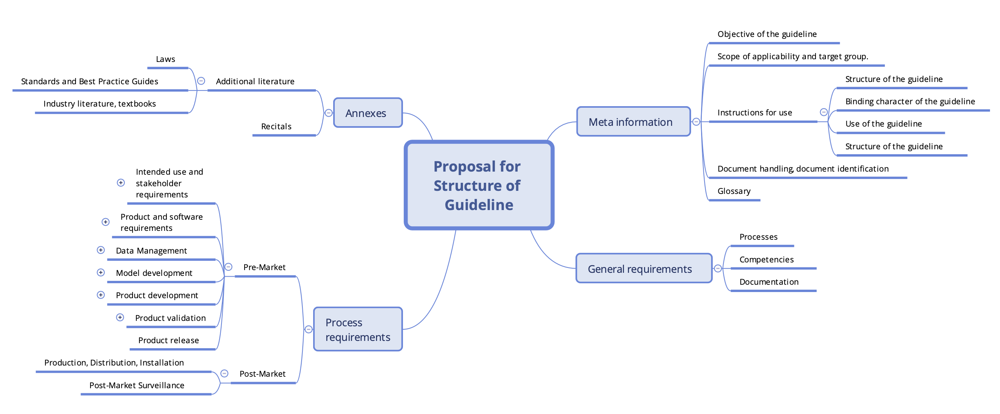 Proposal for
Structure of
Guideline
Meta information
Objective of the guideline
Scope of applicability and target group.
Instructions for use
Structure of the guideline
Binding character of the guideline
Use of the guideline
Structure of the guideline
Document handling, document identification
Glossary
General requirements
Processes
Competencies
Documentation
Process
requirements
Pre-Market
Intended use and
stakeholder
requirements
Product and software
requirements
Data Management
Model development
Product development
Product validation
Product release
Post-Market
Production, Distribution, Installation
Post-Market Surveillance
Annexes
Additional literature
Laws
Standards and Best Practice Guides
Industry literature, textbooks
Recitals